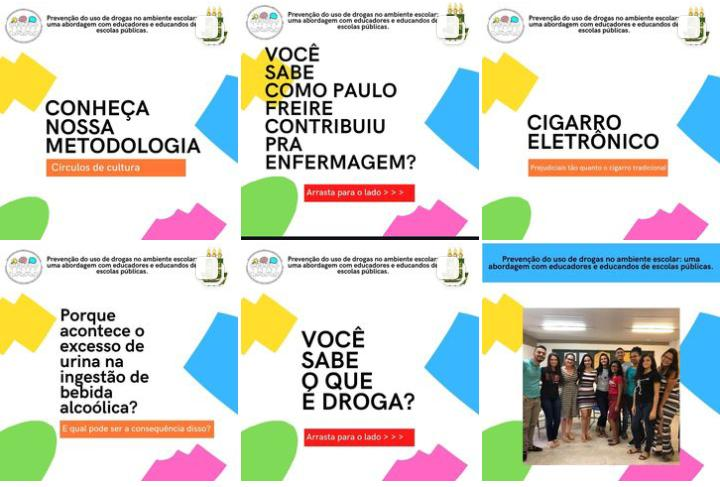 Prevenção do uso de drogas no ambiente escolar:
uma abordagem com educadores e educandos de
escolas públicas.
CONHEÇA
NOSSA
METODOLOGIA
Círculos de cultura
Prevenção do uso de drogas no ambiente escolar:
uma abordagem com educadores e educandos de
escolas públicas.
VOCÊ
SABE
COMO PAULO
FREIRE
CONTRIBUIU
PRA
ENFERMAGEM?
Arrasta para o lado > > >
Prevenção do uso de drogas no ambiente escolar:
uma abordagem com educadores e educandos de
escolas públicas.
CIGARRO
ELETRÔNICO
Prejudiciais tão quanto o cigarro tradicional
Prevenção do uso de drogas no ambiente escolar:
uma abordagem com educadores e educandos de
escolas públicas.
Porque
acontece o
excesso de
urina na
ingestão de
bebida
alcoólica?
E qual pode ser a consequência disso?
Prevenção do uso de drogas no ambiente escolar:
uma abordagem com educadores e educandos de
escolas públicas.
VOCÊ
SABE
O QUE
É DROGA?
Arrasta para o lado > > >
Prevenção do uso de drogas no ambiente escolar: uma
abordagem com educadores e educandos de escolas públicas.